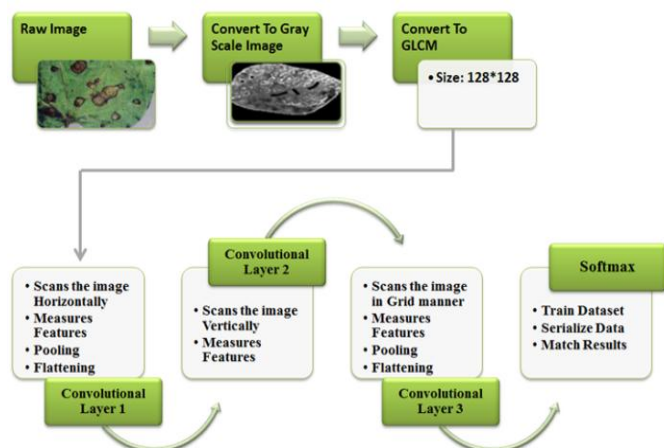 Raw Image
Convert To Gray
Scale Image
Convert To
GLCM
• Size: 128*128
• Scans the image
Horizontally
• Measures
Features
• Pooling
• Flattening
Convolutional
Layer 1
Convolutional
Layer 2
• Scans the image
Vertically
• Measures
Features
• Scans the image
in Grid manner
• Measures
Features
• Pooling
• Flattening
Convolutional
Layer 3
Softmax
• Train Dataset
• Serialize Data
• Match Results